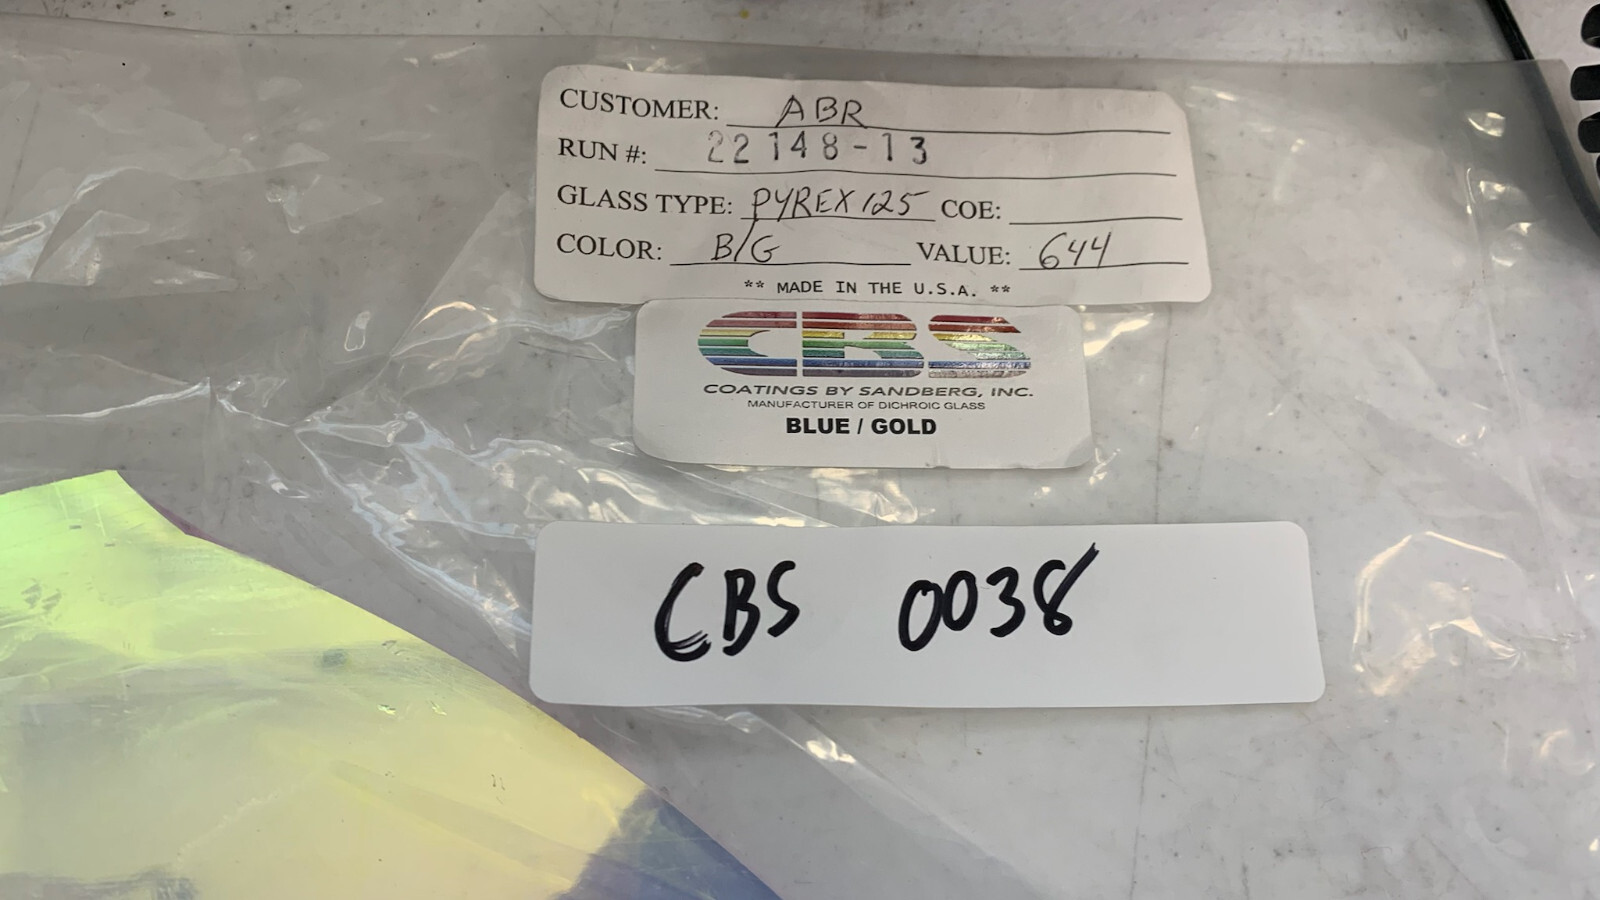 CUSTOMER: ABR
RUN #: 22148-13
GLASS TYPE: PYREX 125 COE:
COLOR: B/G VALUE: 644
** MADE IN THE U.S.A. **
CBS
COATINGS BY SANDBERG, INC.
MANUFACTURER OF DICHROIC GLASS
BLUE / GOLD
CBS 0038